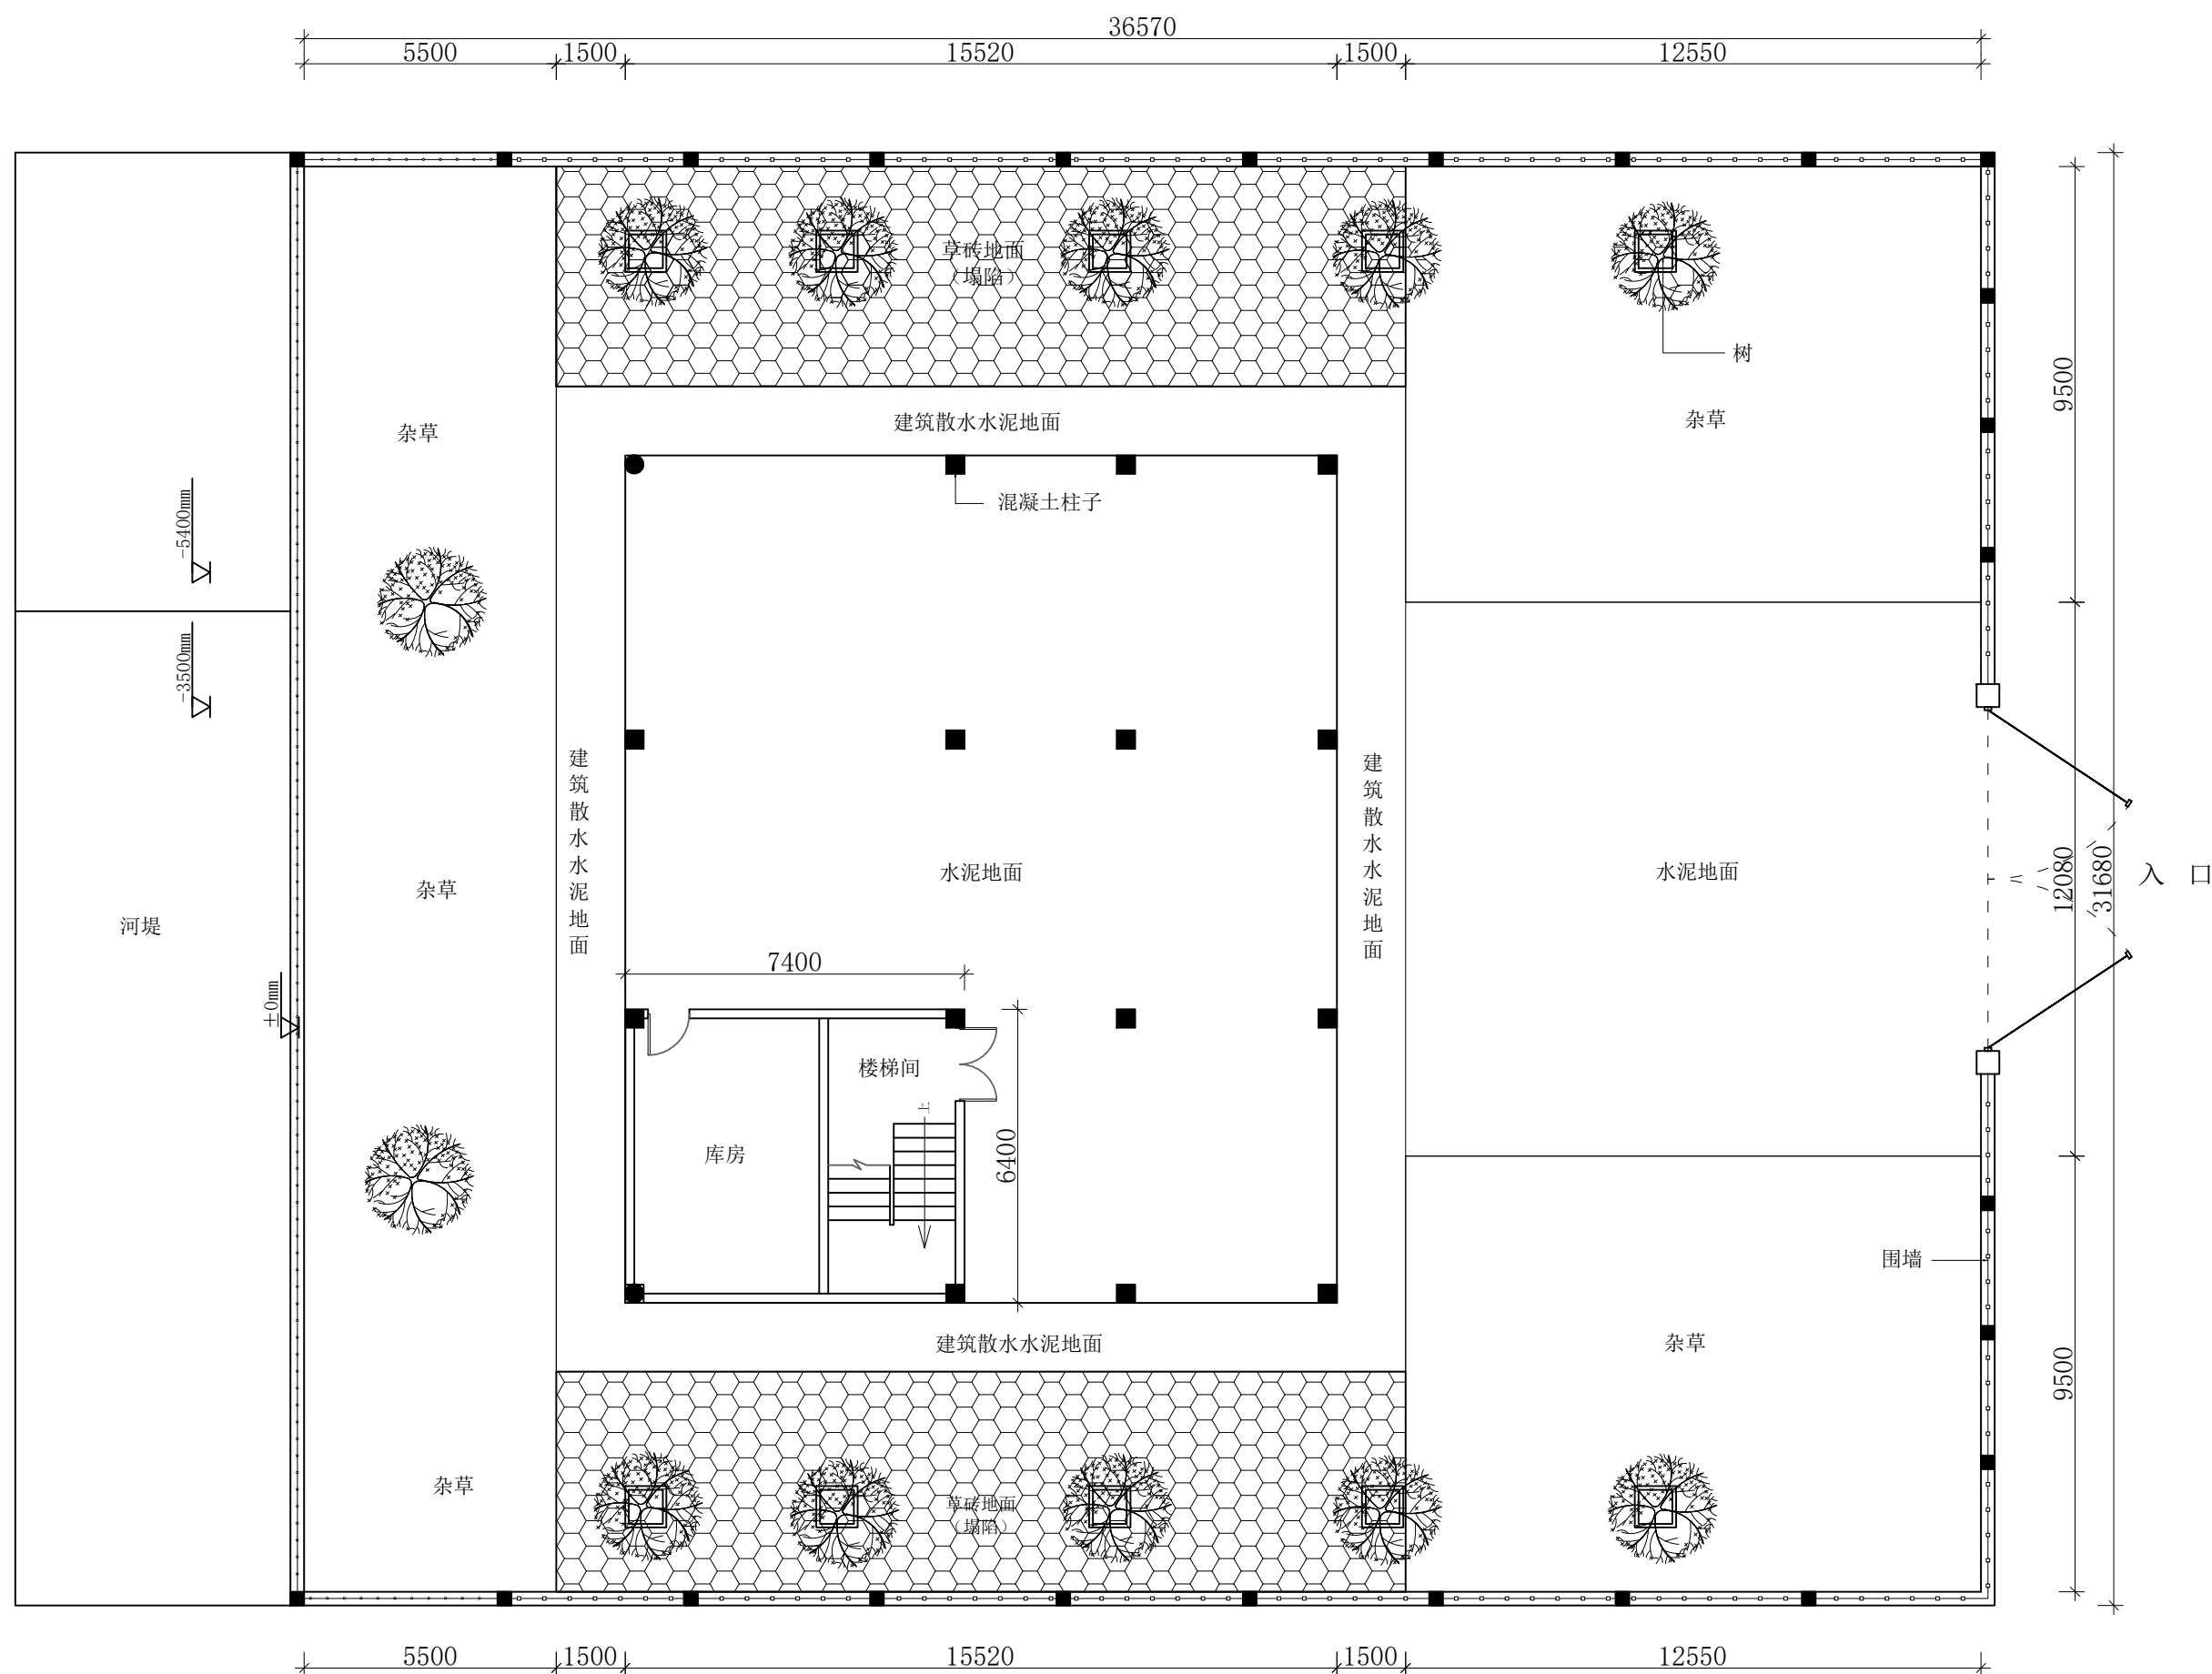 36570
5500
1500
15520
1500
12550
草砖地面
（塌陷）
树
9500
建筑散水水泥地面
杂草
杂草
混凝土柱子
-5400mm
-3500mm
建筑散水水泥地面
建筑散水水泥地面
水泥地面
水泥地面
12080
31680
入 口
杂草
河堤
7400
±0mm
楼梯间
上
库房
6400
围墙
建筑散水水泥地面
杂草
9500
杂草
草砖地面
（塌陷）
5500
1500
15520
1500
12550